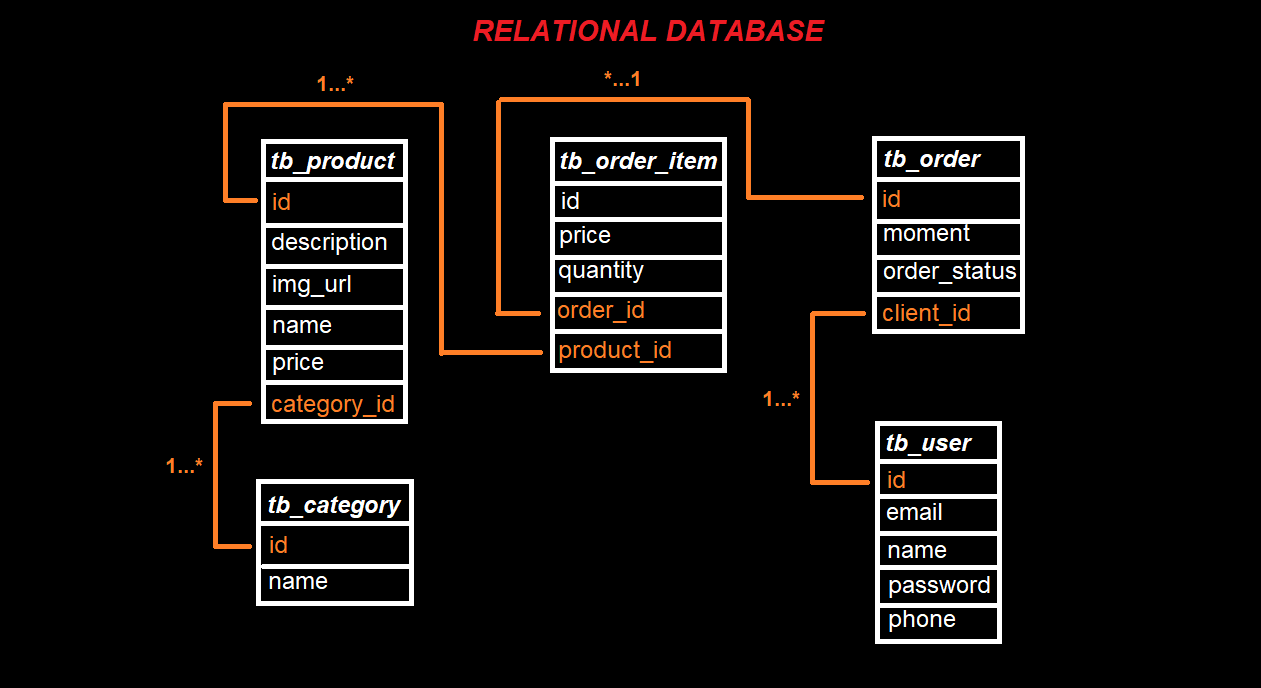 RELATIONAL DATABASE
1...*
*...1
tb_product
id
description
img_url
name
price
category_id
tb_order_item
id
price
quantity
order_id
product_id
tb_order
id
moment
order_status
client_id
1...*
1...*
tb_category
id
name
tb_user
id
email
name
password
phone